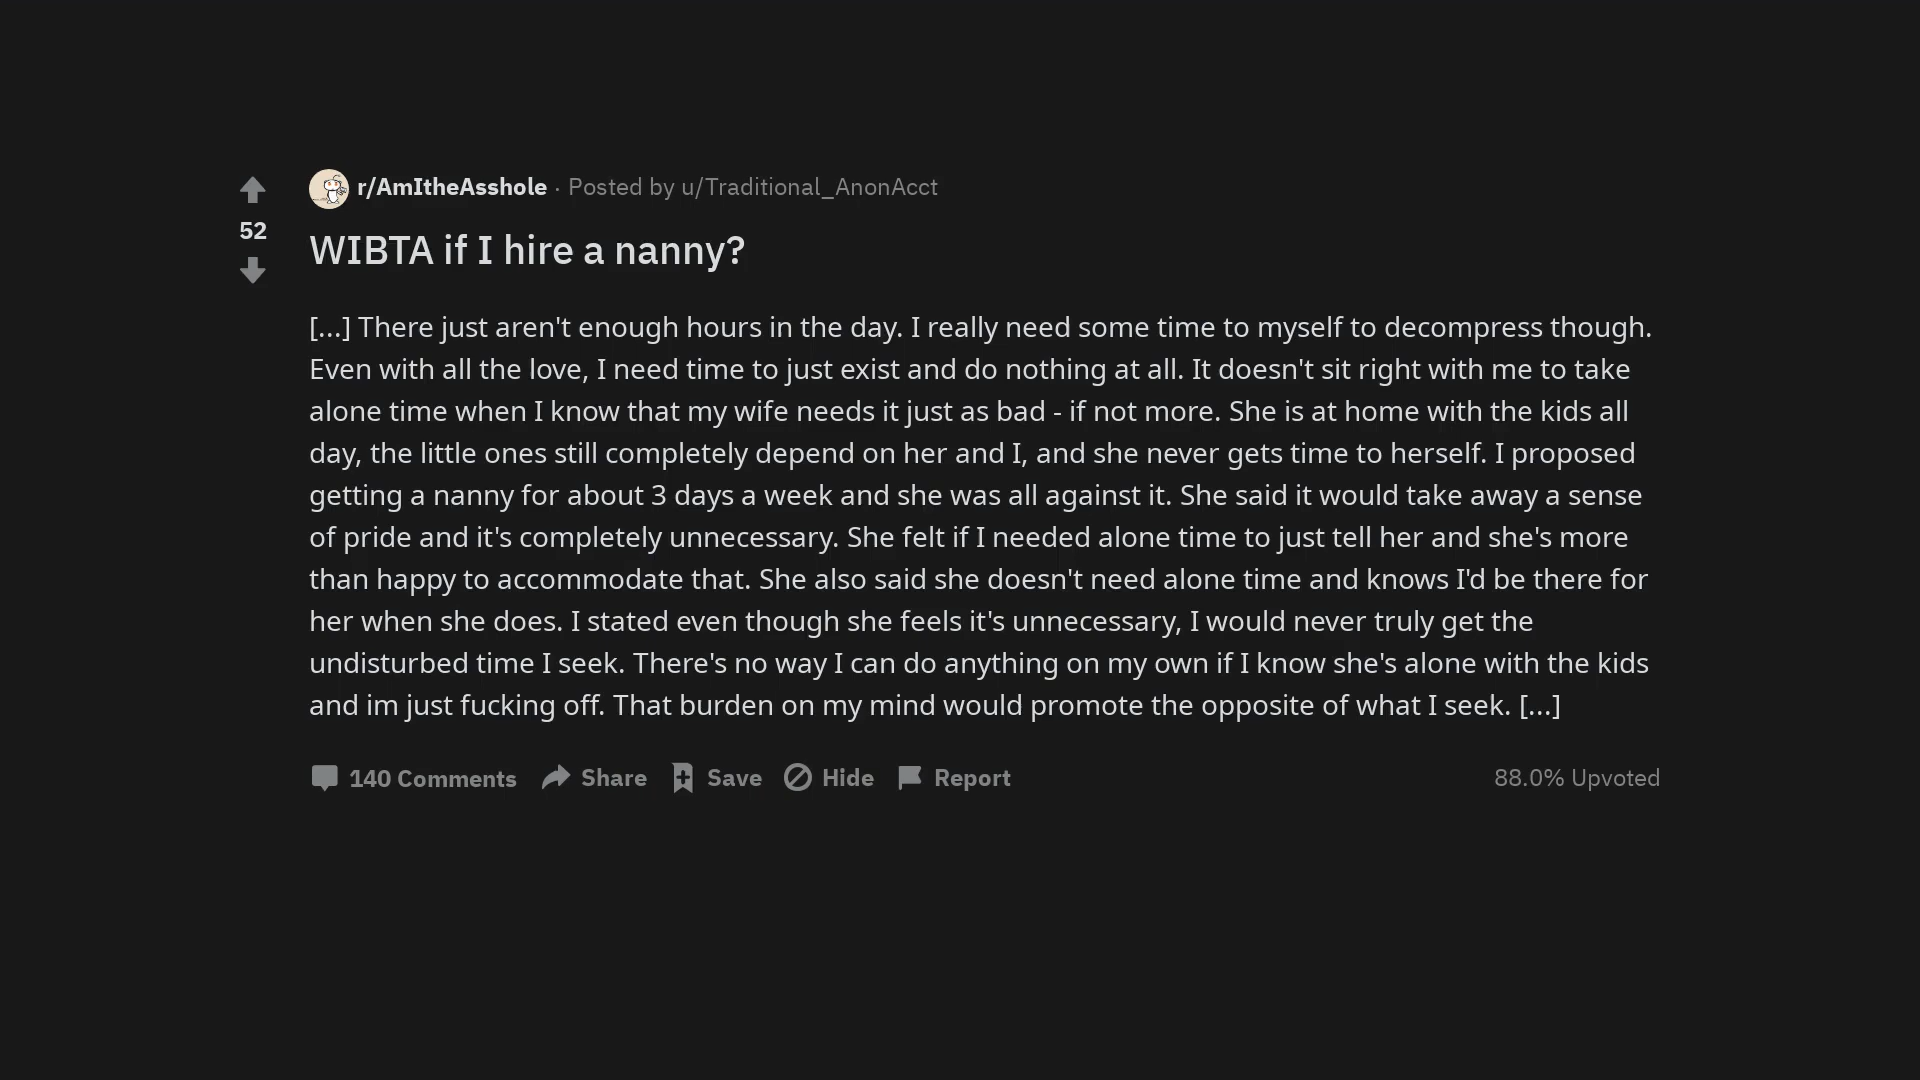 r/AmItheAsshole · Posted by u/Traditional_AnonAcct
52
WIBTA if I hire a nanny?
[...] There just aren't enough hours in the day. I really need some time to myself to decompress though.
Even with all the love, I need time to just exist and do nothing at all. It doesn't sit right with me to take
alone time when I know that my wife needs it just as bad - if not more. She is at home with the kids all
day, the little ones still completely depend on her and I, and she never gets time to herself. I proposed
getting a nanny for about 3 days a week and she was all against it. She said it would take away a sense
of pride and it's completely unnecessary. She felt if I needed alone time to just tell her and she's more
than happy to accommodate that. She also said she doesn't need alone time and knows I'd be there for
her when she does. I stated even though she feels it's unnecessary, I would never truly get the
undisturbed time I seek. There's no way I can do anything on my own if I know she's alone with the kids
and im just fucking off. That burden on my mind would promote the opposite of what I seek. [...]
140 Comments Share Save Hide Report 88.0% Upvoted